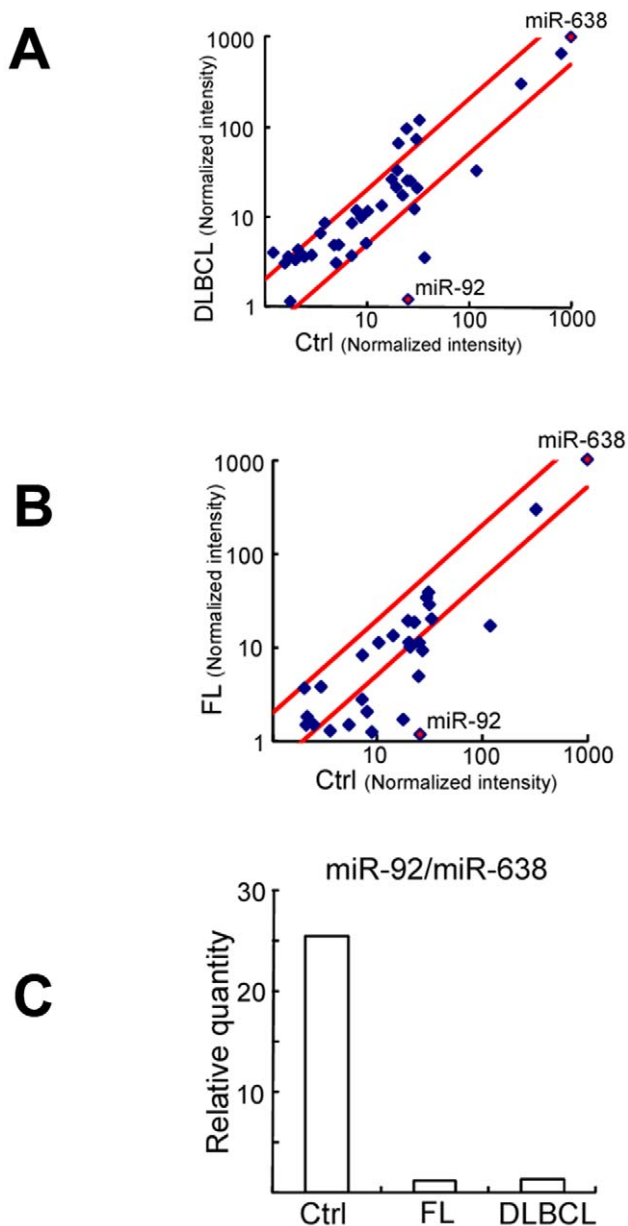 A
miR-638
1000
100
10
1
DLBCL (Normalized intensity)
miR-92
10 100 1000
Ctrl (Normalized intensity)
B
miR-638
1000
100
10
1
FL (Normalized intensity)
miR-92
10 100 1000
Ctrl (Normalized intensity)
C
miR-92/miR-638
30
20
10
Relative quantity
Ctrl FL DLBCL